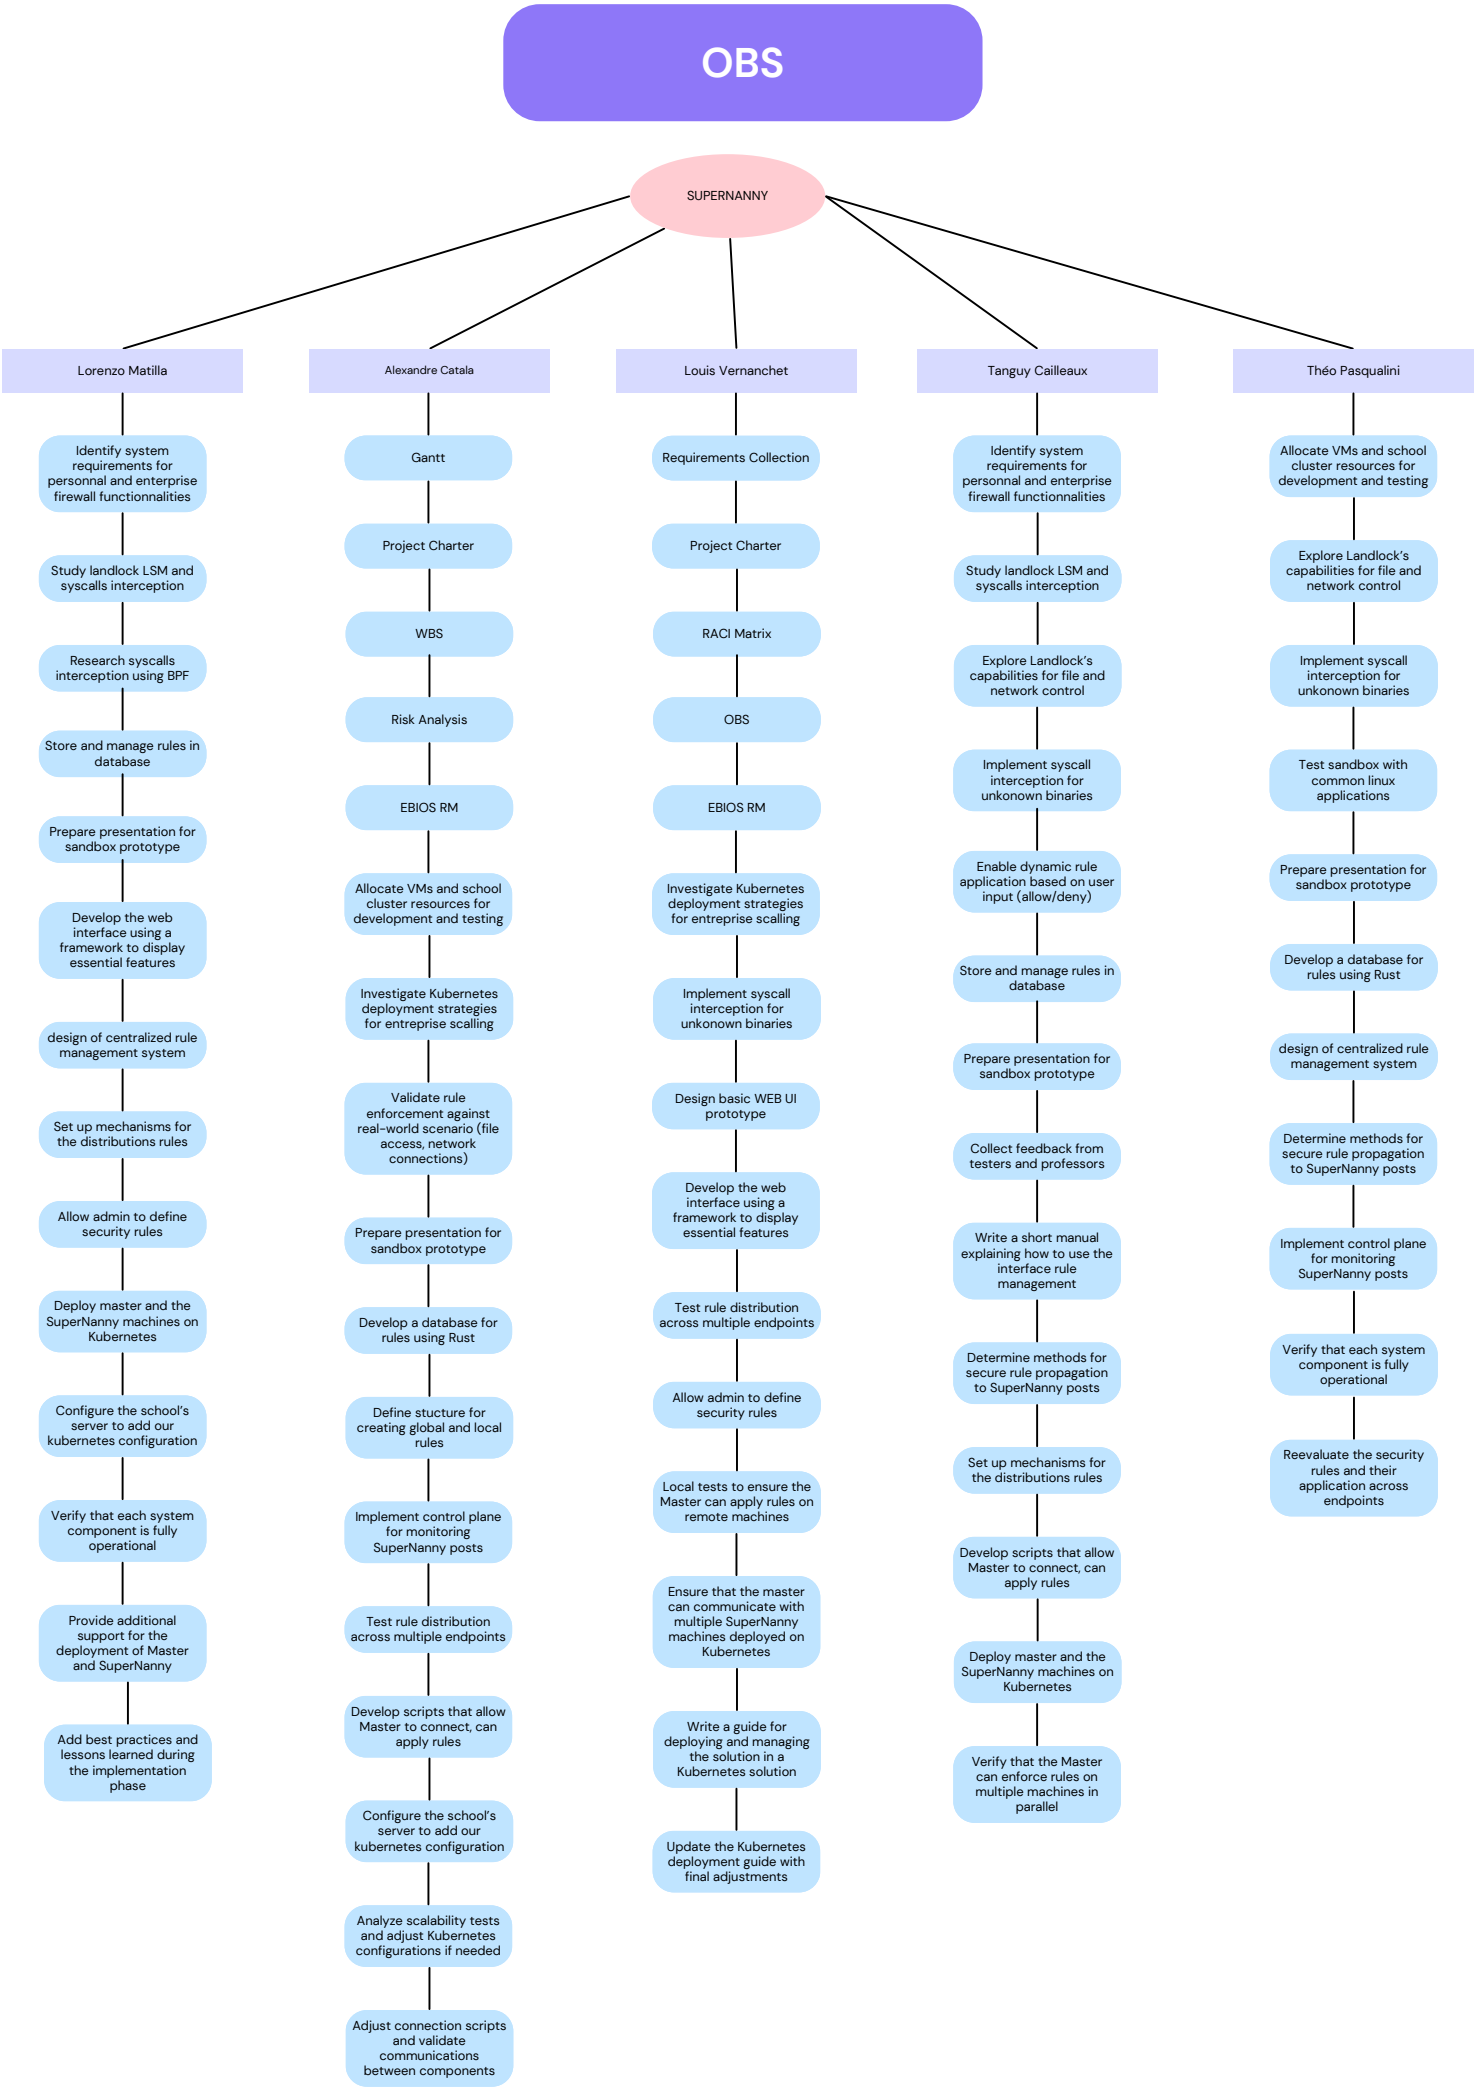 OBS
SUPERNANNY
Lorenzo Matilla
Identify system
requirements for
personnal and enterprise
firewall functionnalities
Study landlock LSM and
syscalls interception
Research syscalls
interception using BPF
Store and manage rules in
database
Prepare presentation for
sandbox prototype
Develop the web
interface using a
framework to display
essential features
design of centralized rule
management system
Set up mechanisms for
the distributions rules
Allow admin to define
security rules
Deploy master and the
SuperNanny machines on
Kubernetes
Configure the school’s
server to add our
kubernetes configuration
Verify that each system
component is fully
operational
Provide additional
support for the
deployment of Master
and SuperNanny
Add best practices and
lessons learned during
the implementation
phase
Alexandre Catala
Gantt
Project Charter
WBS
Risk Analysis
EBIOS RM
Allocate VMs and school
cluster resources for
development and testing
Investigate Kubernetes
deployment strategies
for entreprise scalling
Validate rule
enforcement against
real-world scenario (file
access, network
connections)
Prepare presentation for
sandbox prototype
Develop a database for
rules using Rust
Define stucture for
creating global and local
rules
Implement control plane
for monitoring
SuperNanny posts
Test rule distribution
across multiple endpoints
Develop scripts that allow
Master to connect, can
apply rules
Configure the school’s
server to add our
kubernetes configuration
Analyze scalability tests
and adjust Kubernetes
configurations if needed
Adjust connection scripts
and validate
communications
between components
Louis Vernanchet
Requirements Collection
Project Charter
RACI Matrix
OBS
EBIOS RM
Investigate Kubernetes
deployment strategies
for entreprise scalling
Implement syscall
interception for
unkonown binaries
Design basic WEB UI
prototype
Develop the web
interface using a
framework to display
essential features
Test rule distribution
across multiple endpoints
Allow admin to define
security rules
Local tests to ensure the
Master can apply rules on
remote machines
Ensure that the master
can communicate with
multiple SuperNanny
machines deployed on
Kubernetes
Write a guide for
deploying and managing
the solution in a
Kubernetes solution
Update the Kubernetes
deployment guide with
final adjustments
Tanguy Cailleaux
Identify system
requirements for
personnal and enterprise
firewall functionnalities
Study landlock LSM and
syscalls interception
Explore Landlock’s
capabilities for file and
network control
Implement syscall
interception for
unkonown binaries
Enable dynamic rule
application based on user
input (allow/deny)
Store and manage rules in
database
Prepare presentation for
sandbox prototype
Collect feedback from
testers and professors
Write a short manual
explaining how to use the
interface rule
management
Determine methods for
secure rule propagation
to SuperNanny posts
Set up mechanisms for
the distributions rules
Develop scripts that allow
Master to connect, can
apply rules
Deploy master and the
SuperNanny machines on
Kubernetes
Verify that the Master
can enforce rules on
multiple machines in
parallel
Théo Pasqualini
Allocate VMs and school
cluster resources for
development and testing
Explore Landlock’s
capabilities for file and
network control
Implement syscall
interception for
unkonown binaries
Test sandbox with
common linux
applications
Prepare presentation for
sandbox prototype
Develop a database for
rules using Rust
design of centralized rule
management system
Determine methods for
secure rule propagation
to SuperNanny posts
Implement control plane
for monitoring
SuperNanny posts
Verify that each system
component is fully
operational
Reevaluate the security
rules and their
application across
endpoints